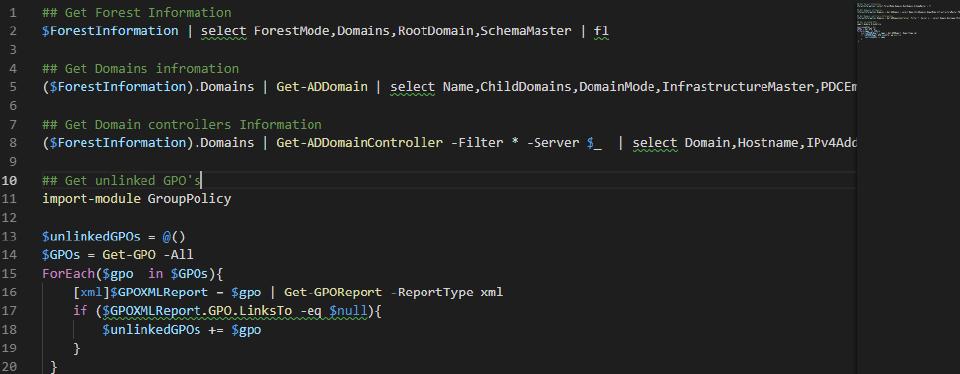 1 ## Get Forest Information
2 $ForestInformation | select ForestMode,Domains,RootDomain,SchemaMaster | fl
3
4 ## Get Domains infromation
5 ($ForestInformation).Domains | Get-ADDomain | select Name,ChildDomains,DomainMode,InfrastructureMaster,PDCEm
6
7 ## Get Domain controllers Information
8 ($ForestInformation).Domains | Get-ADDomainController -Filter * -Server $_  | select Domain,Hostname,IPv4Add
9
10 ## Get unlinked GPO's
11 import-module GroupPolicy
12
13 $unlinkedGPOs = @()
14 $GPOs = Get-GPO -All
15 ForEach($gpo  in $GPOs){
16     [xml]$GPOXMLReport = $gpo | Get-GPOReport -ReportType xml
17     if ($GPOXMLReport.GPO.LinksTo -eq $null){
18         $unlinkedGPOs += $gpo
19     }
20  }